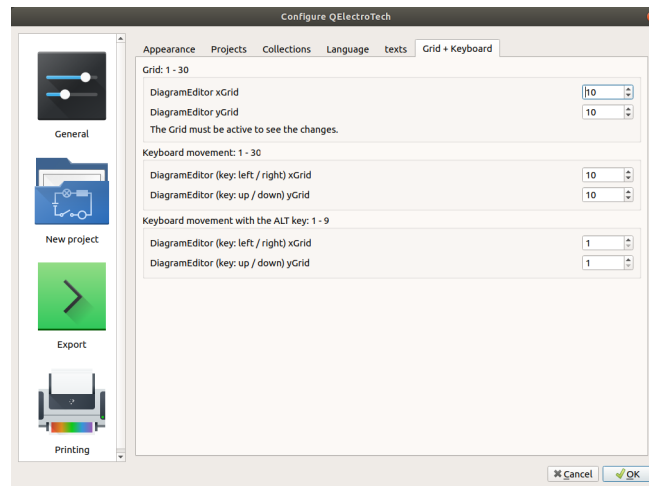 Configure QElectroTech
General
New project
Export
Printing
Appearance Projects Collections Language texts Grid + Keyboard
Grid: 1 - 30
DiagramEditor xGrid 10
DiagramEditor yGrid 10
The Grid must be active to see the changes.
Keyboard movement: 1 - 30
DiagramEditor (key: left / right) xGrid 10
DiagramEditor (key: up / down) yGrid 10
Keyboard movement with the ALT key: 1 - 9
DiagramEditor (key: left / right) xGrid 1
DiagramEditor (key: up / down) yGrid 1
Cancel OK